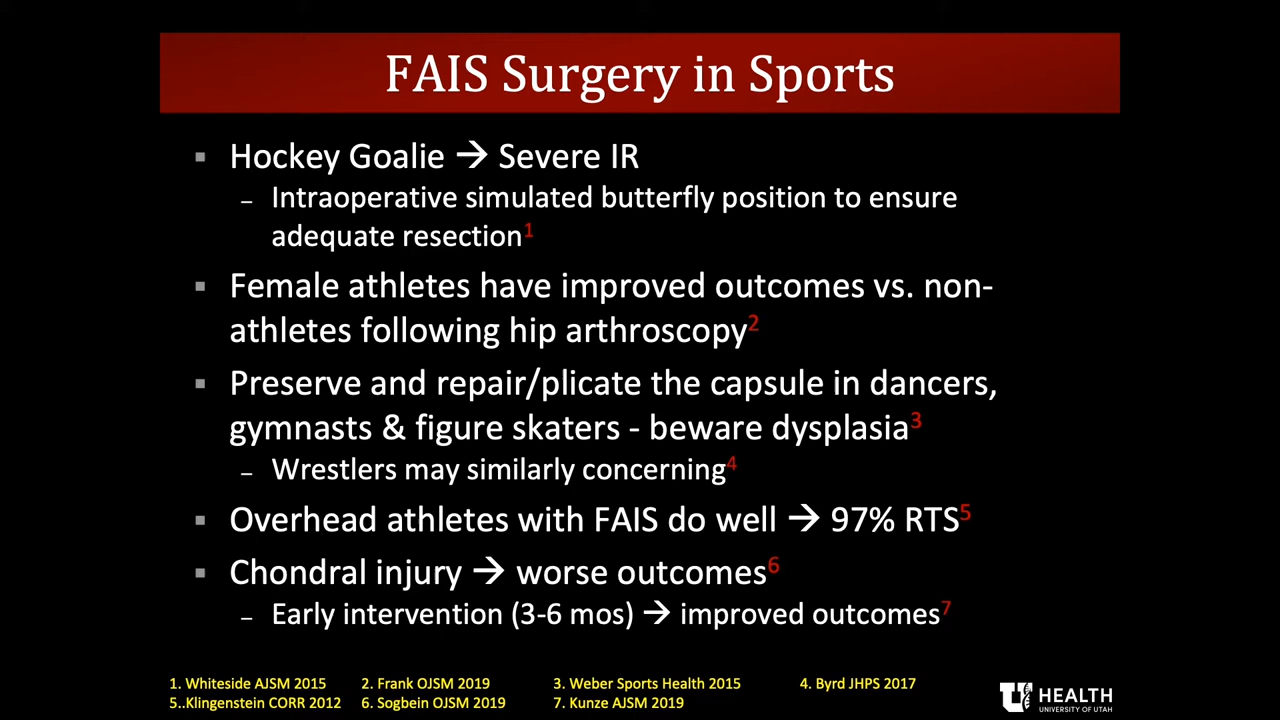 FAIS Surgery in Sports
▪ Hockey Goalie → Severe IR
– Intraoperative simulated butterfly position to ensure
adequate resection1
▪ Female athletes have improved outcomes vs. non-
athletes following hip arthroscopy2
▪ Preserve and repair/plicate the capsule in dancers,
gymnasts & figure skaters - beware dysplasia3
– Wrestlers may similarly concerning4
▪ Overhead athletes with FAIS do well → 97% RTS5
▪ Chondral injury → worse outcomes6
– Early intervention (3-6 mos) → improved outcomes7
1. Whiteside AJSM 2015 2. Frank OJSM 2019 3. Weber Sports Health 2015 4. Byrd JHPS 2017
5..Klingenstein CORR 2012 6. Sogbein OJSM 2019 7. Kunze AJSM 2019
U HEALTH
UNIVERSITY OF UTAH